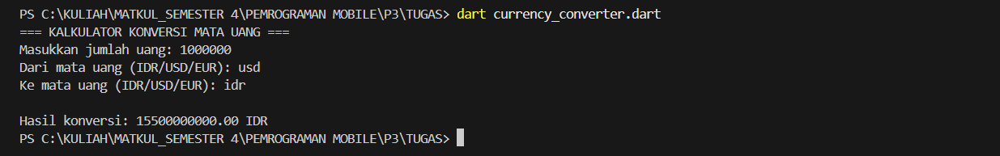 PS C:\KULIAH\MATKUL_SEMESTER 4\PEMROGRAMAN MOBILE\P3\TUGAS> dart currency_converter.dart
=== KALKULATOR KONVERSI MATA UANG ===
Masukkan jumlah uang: 1000000
Dari mata uang (IDR/USD/EUR): usd
Ke mata uang (IDR/USD/EUR): idr
Hasil konversi: 15500000000.00 IDR
PS C:\KULIAH\MATKUL_SEMESTER 4\PEMROGRAMAN MOBILE\P3\TUGAS>